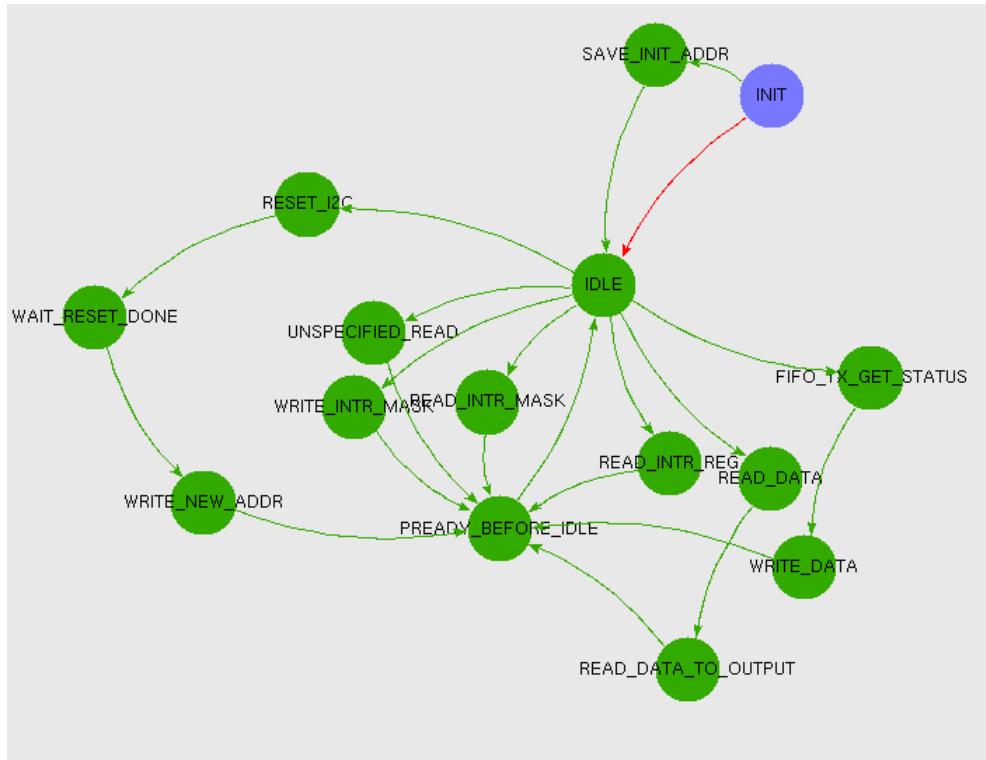 SAVE_INIT_ADDR
INIT
RESET_I2C
IDLE
WAIT_RESET_DONE
UNSPECIFIED_READ
FIFO_TX_GET_STATUS
WRITE_INTR_MASK
READ_INTR_MASK
READ_INTR_REG
READ_DATA
WRITE_NEW_ADDR
PREADY_BEFORE_IDLE
WRITE_DATA
READ_DATA_TO_OUTPUT